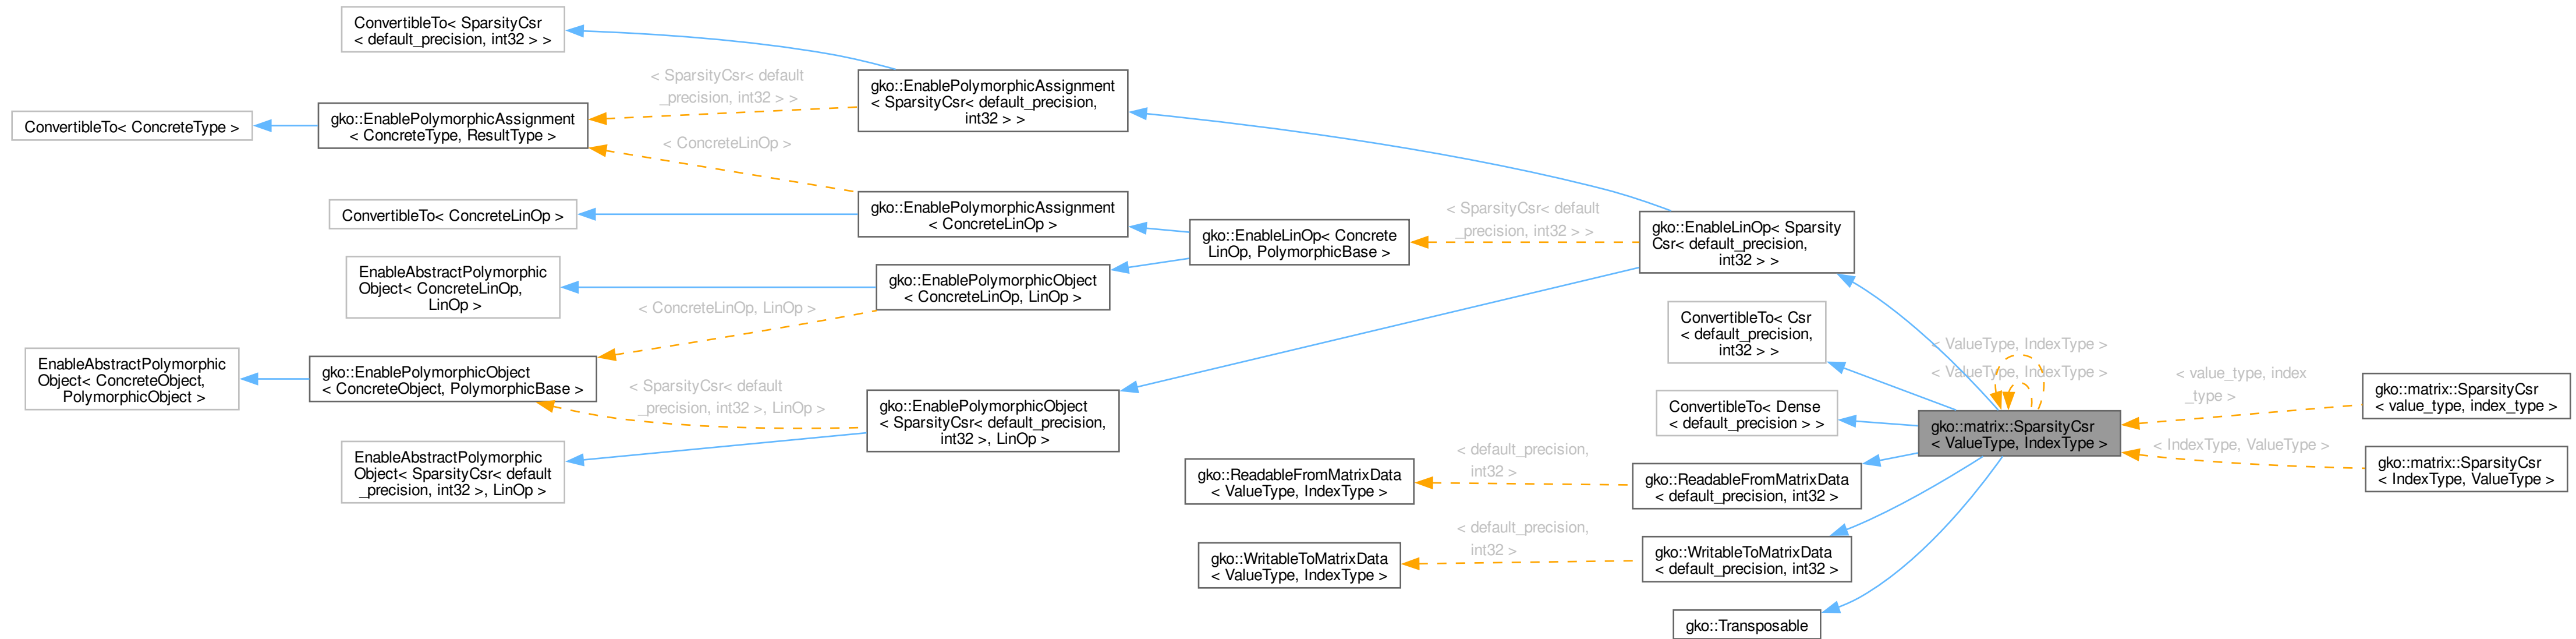 ConvertibleTo< SparsityCsr
< default_precision, int32 > >
ConvertibleTo< ConcreteType >
gko::EnablePolymorphicAssignment
< ConcreteType, ResultType >
< SparsityCsr< default
_precision, int32 > >
< ConcreteLinOp >
gko::EnablePolymorphicAssignment
< SparsityCsr< default_precision,
int32 > >
ConvertibleTo< ConcreteLinOp >
gko::EnablePolymorphicAssignment
< ConcreteLinOp >
EnableAbstractPolymorphic
Object< ConcreteLinOp,
LinOp >
gko::EnablePolymorphicObject
< ConcreteLinOp, LinOp >
gko::EnableLinOp< Concrete
LinOp, PolymorphicBase >
< SparsityCsr< default
_precision, int32 > >
gko::EnableLinOp< Sparsity
Csr< default_precision,
int32 > >
< ConcreteLinOp, LinOp >
EnableAbstractPolymorphic
Object< ConcreteObject,
PolymorphicObject >
gko::EnablePolymorphicObject
< ConcreteObject, PolymorphicBase >
< SparsityCsr< default
_precision, int32 >, LinOp >
gko::EnablePolymorphicObject
< SparsityCsr< default_precision,
int32 >, LinOp >
EnableAbstractPolymorphic
Object< SparsityCsr< default
_precision, int32 >, LinOp >
ConvertibleTo< Csr
< default_precision,
int32 > >
ConvertibleTo< Dense
< default_precision > >
gko::ReadableFromMatrixData
< ValueType, IndexType >
< default_precision,
int32 >
gko::ReadableFromMatrixData
< default_precision, int32 >
gko::WritableToMatrixData
< ValueType, IndexType >
< default_precision,
int32 >
gko::WritableToMatrixData
< default_precision, int32 >
gko::Transposable
< ValueType, IndexType >
< ValueType, IndexType >
gko::matrix::SparsityCsr
< ValueType, IndexType >
< value_type, index
_type >
< IndexType, ValueType >
gko::matrix::SparsityCsr
< value_type, index_type >
gko::matrix::SparsityCsr
< IndexType, ValueType >